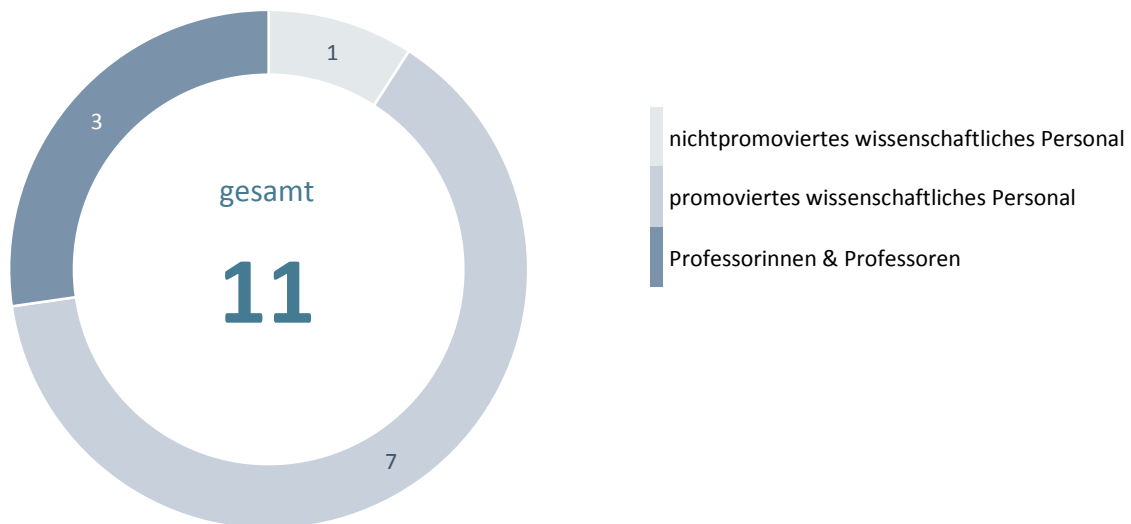 1
3
gesamt
11
7
nichtpromoviertes wissenschaftliches Personal
promoviertes wissenschaftliches Personal
Professorinnen & Professoren